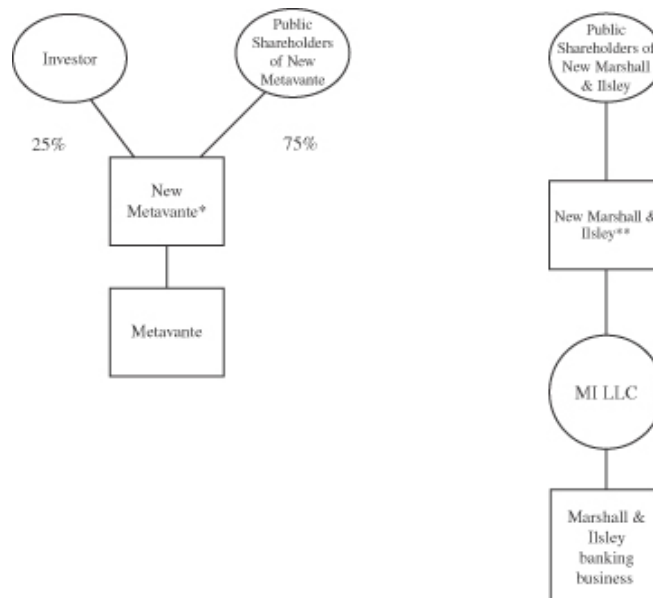 Investor
Public
Shareholders
of New
Metavante
25%
75%
New
Metavante*
Metavante
Public
Shareholders of
New Marshall
& Ilsley
New Marshall &
Ilsley**
MI LLC
Marshall &
Ilsley
banking
business